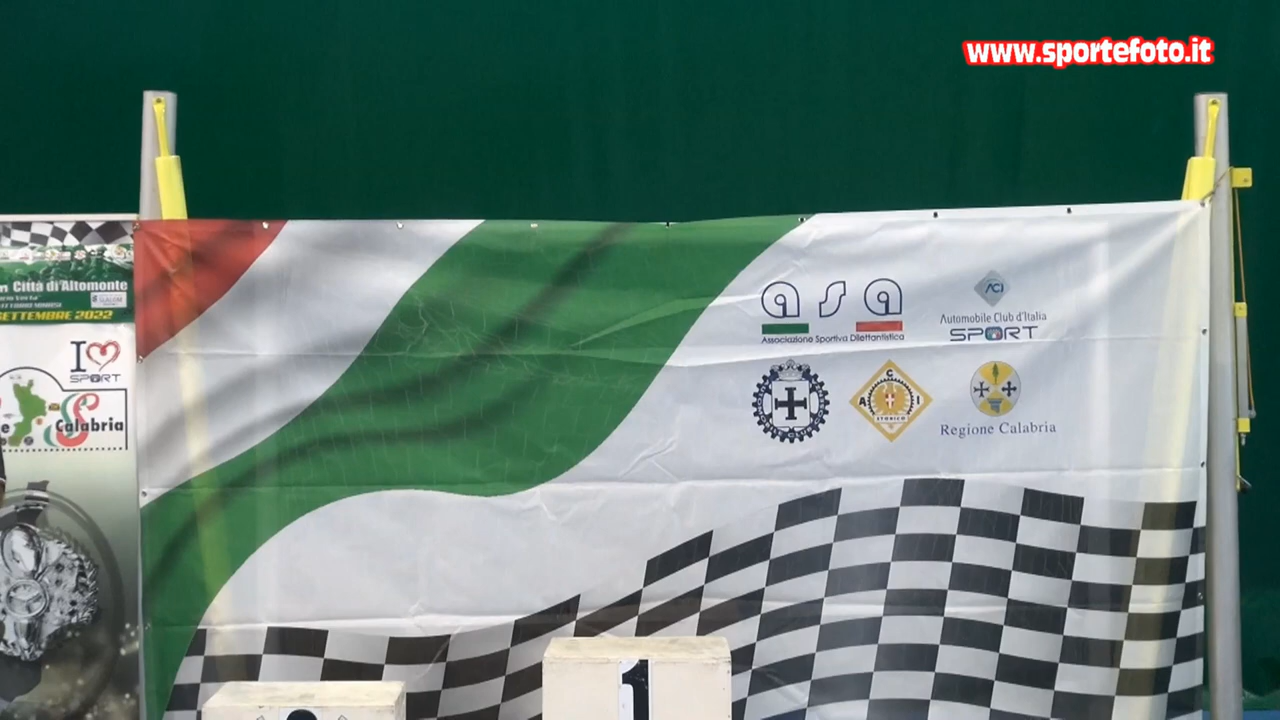 www.sportefoto.it
Città di Altomonte
SETTEMBRE 2022
I
SPORT
Calabria
asa
Associazione Sportiva Dilettantistica
ACI
Automobile Club d'Italia
SPORT
A C I
STORICO
Regione Calabria
1